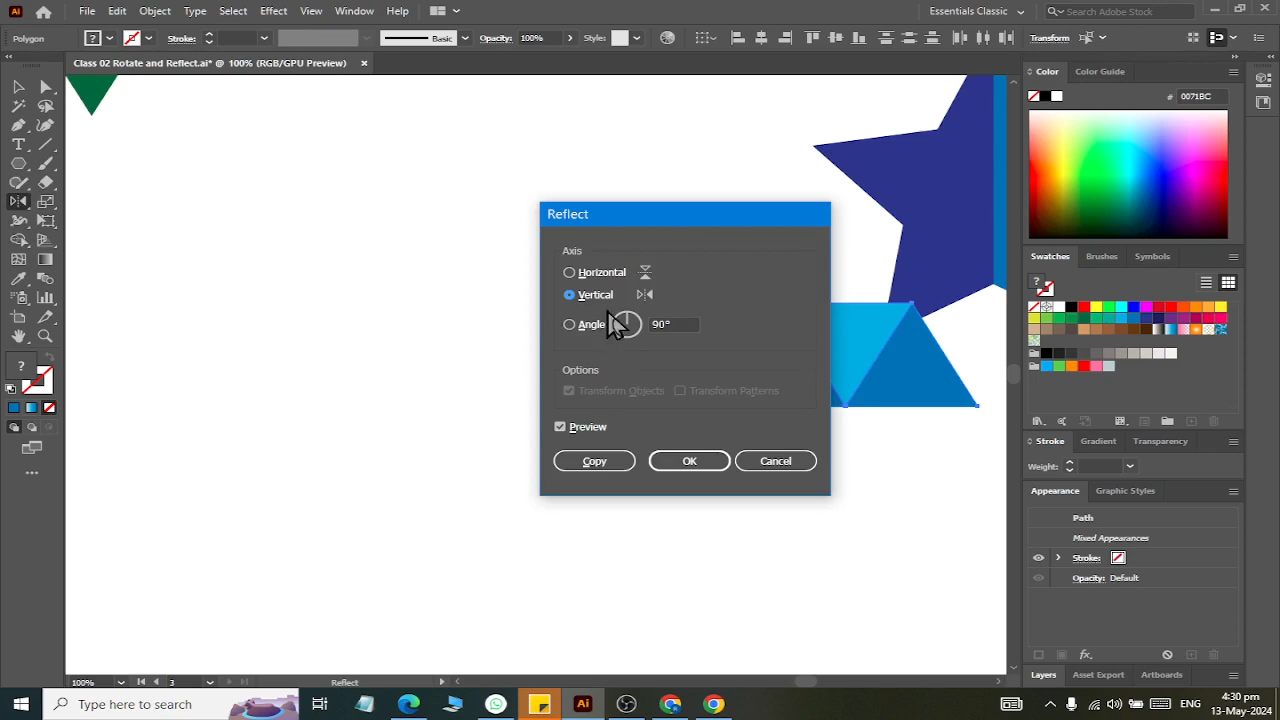 Ai File Edit Object Type Select Effect View Window Help Essentials Classic Search Adobe Stock
Polygon ? Stroke: Basic Opacity: 100% Style: Transform
Class 02 Rotate and Reflect.ai* @ 100% (RGB/GPU Preview)
Color Color Guide
# 0071BC
Reflect
Axis
Horizontal
Vertical
Angle 90°
Options
Transform Objects Transform Patterns
Preview
Copy OK Cancel
Swatches Brushes Symbols
?
?
Stroke Gradient Transparency
Weight:
Appearance Graphic Styles
Path
Mixed Appearances
Stroke:
Opacity: Default
fx
Layers Asset Export Artboards
100% 3 Reflect
Type here to search Ai
4:30 pm
13-May-2024